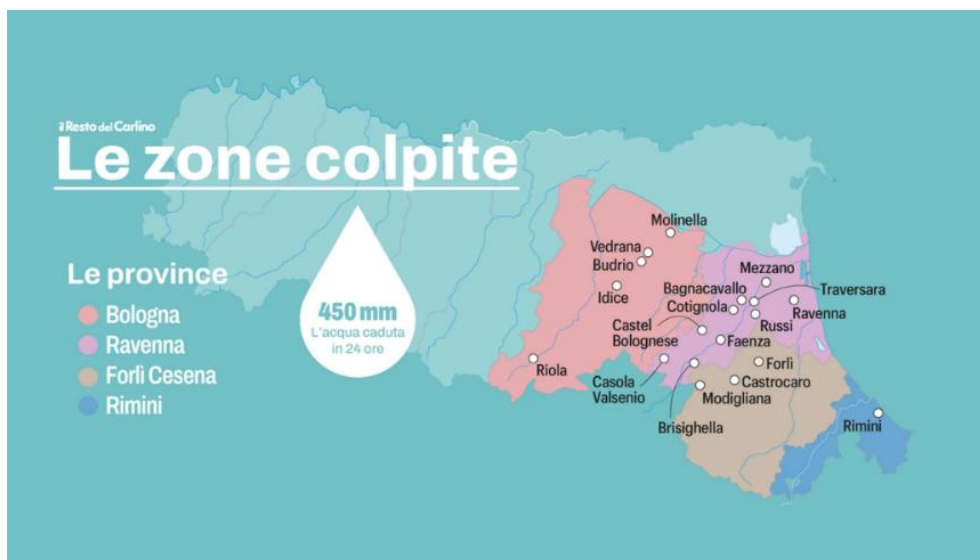 il Resto del Carlino
Le zone colpite
Le province
Bologna
Ravenna
Forlì Cesena
Rimini
450 mm
L'acqua caduta
in 24 ore
Molinella
Vedrana
Budrio
Idice
Riola
Mezzano
Bagnacavallo
Traversara
Cotignola
Ravenna
Russi
Castel
Bolognese
Faenza
Forlì
Casola
Valsenio
Castrocaro
Modigliana
Brisighella
Rimini